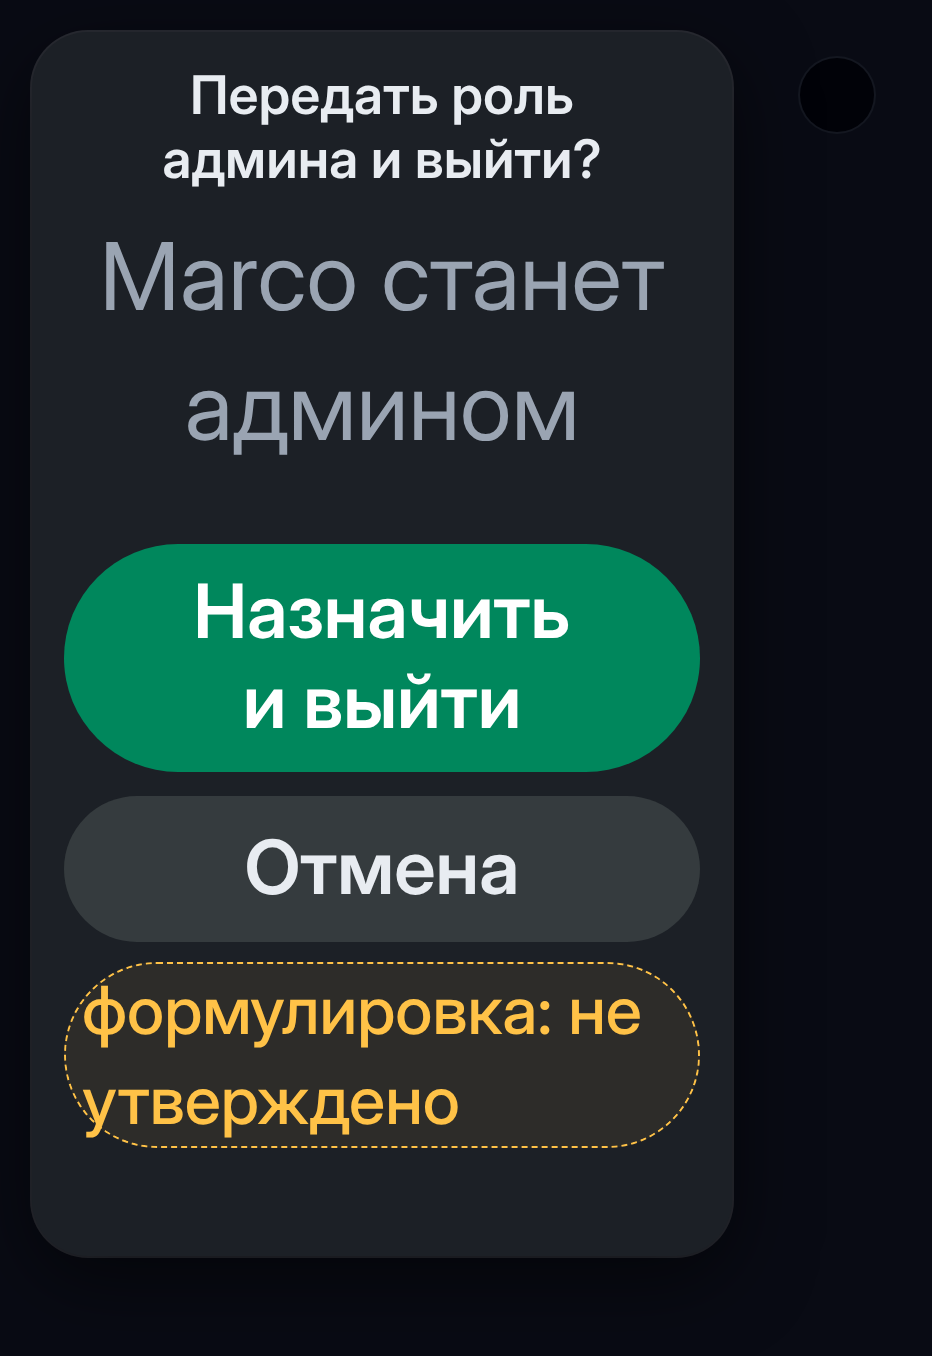 Передать роль
админа и выйти?
Marco станет
админом
Назначить
и выйти
Отмена
формулировка: не
утверждено